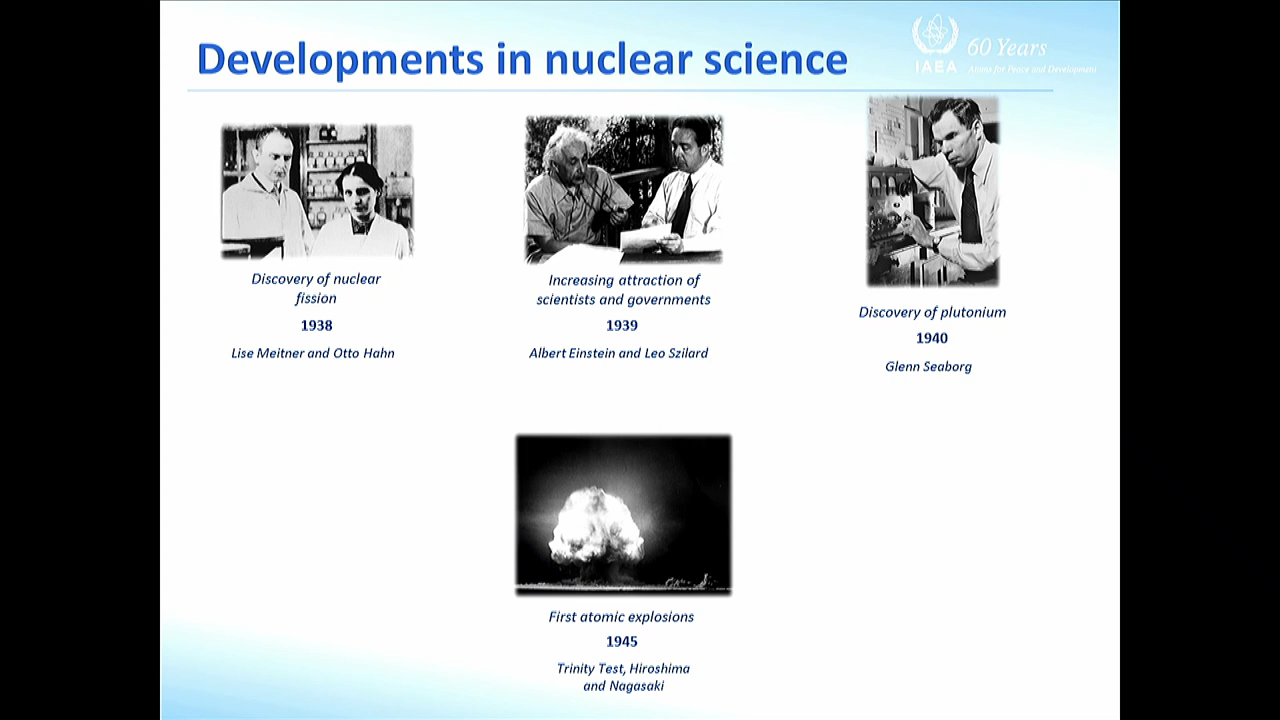 Developments in nuclear science
60 Years
IAEA
Atoms for Peace and Development
Discovery of nuclear
fission
1938
Lise Meitner and Otto Hahn
Increasing attraction of
scientists and governments
1939
Albert Einstein and Leo Szilard
Discovery of plutonium
1940
Glenn Seaborg
First atomic explosions
1945
Trinity Test, Hiroshima
and Nagasaki